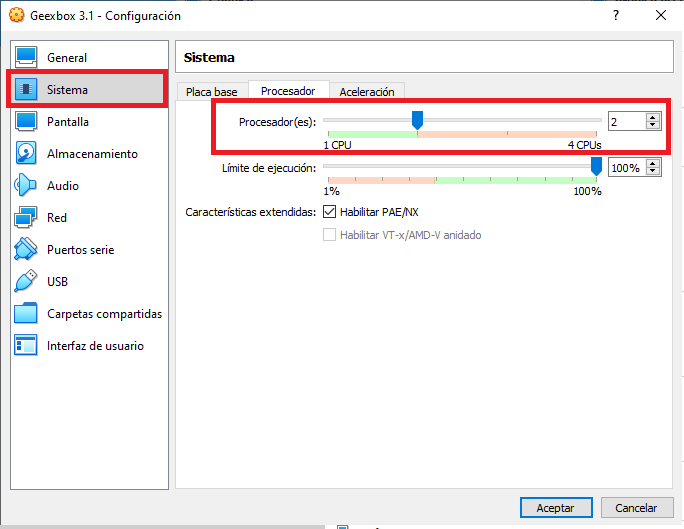 Geexbox 3.1 - Configuración
?
General
Sistema
Pantalla
Almacenamiento
Audio
Red
Puertos serie
USB
Carpetas compartidas
Interfaz de usuario
Sistema
Placa base Procesador Aceleración
Procesador(es): 2
1 CPU 4 CPUs
Límite de ejecución: 100%
1% 100%
Características extendidas: Habilitar PAE/NX
Habilitar VT-x/AMD-V anidado
Aceptar Cancelar